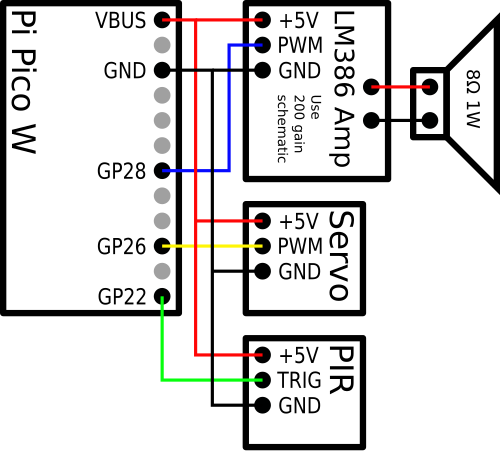 Pi Pico W
VBUS
GND
GP28
GP26
GP22
+5V
PWM
GND
LM386 Amp
Use
200 gain
schematic
8Ω 1W
+5V
PWM
GND
Servo
+5V
TRIG
GND
PIR